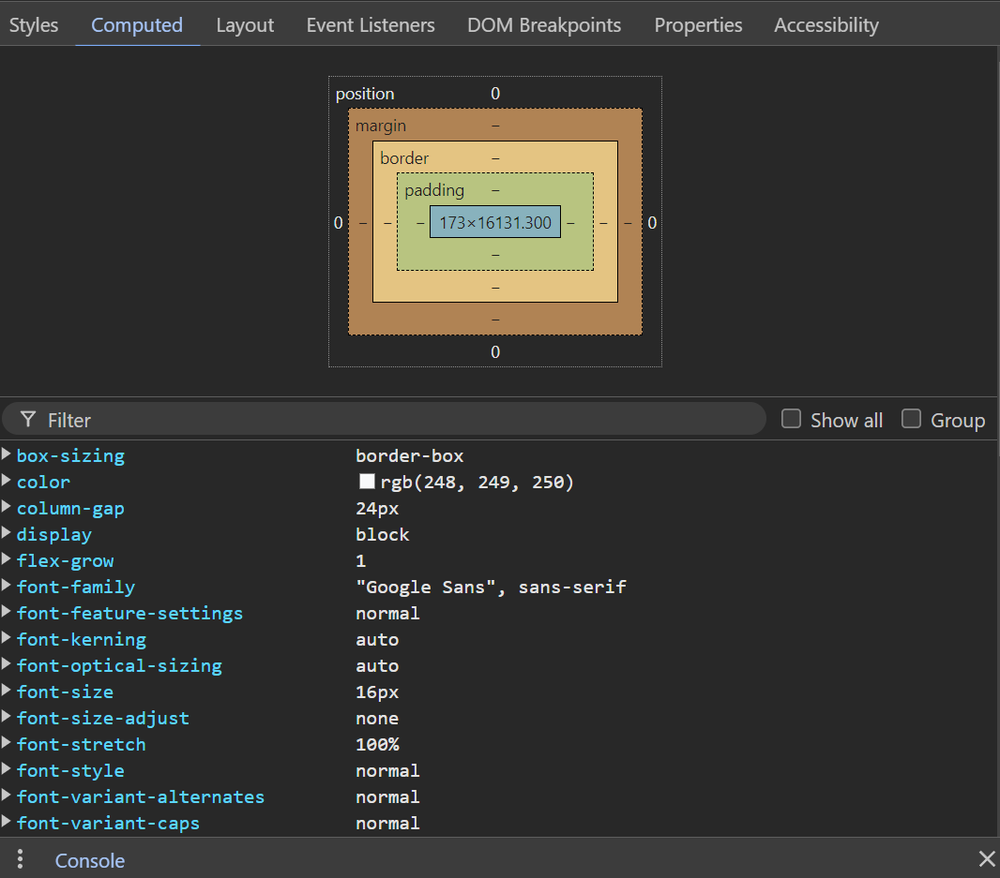 Styles Computed Layout Event Listeners DOM Breakpoints Properties Accessibility
position 0
margin –
border –
padding –
0 – – – 173×16131.300 – – – 0
–
–
–
0
Filter Show all Group
box-sizing border-box
color rgb(248, 249, 250)
column-gap 24px
display block
flex-grow 1
font-family "Google Sans", sans-serif
font-feature-settings normal
font-kerning auto
font-optical-sizing auto
font-size 16px
font-size-adjust none
font-stretch 100%
font-style normal
font-variant-alternates normal
font-variant-caps normal
Console